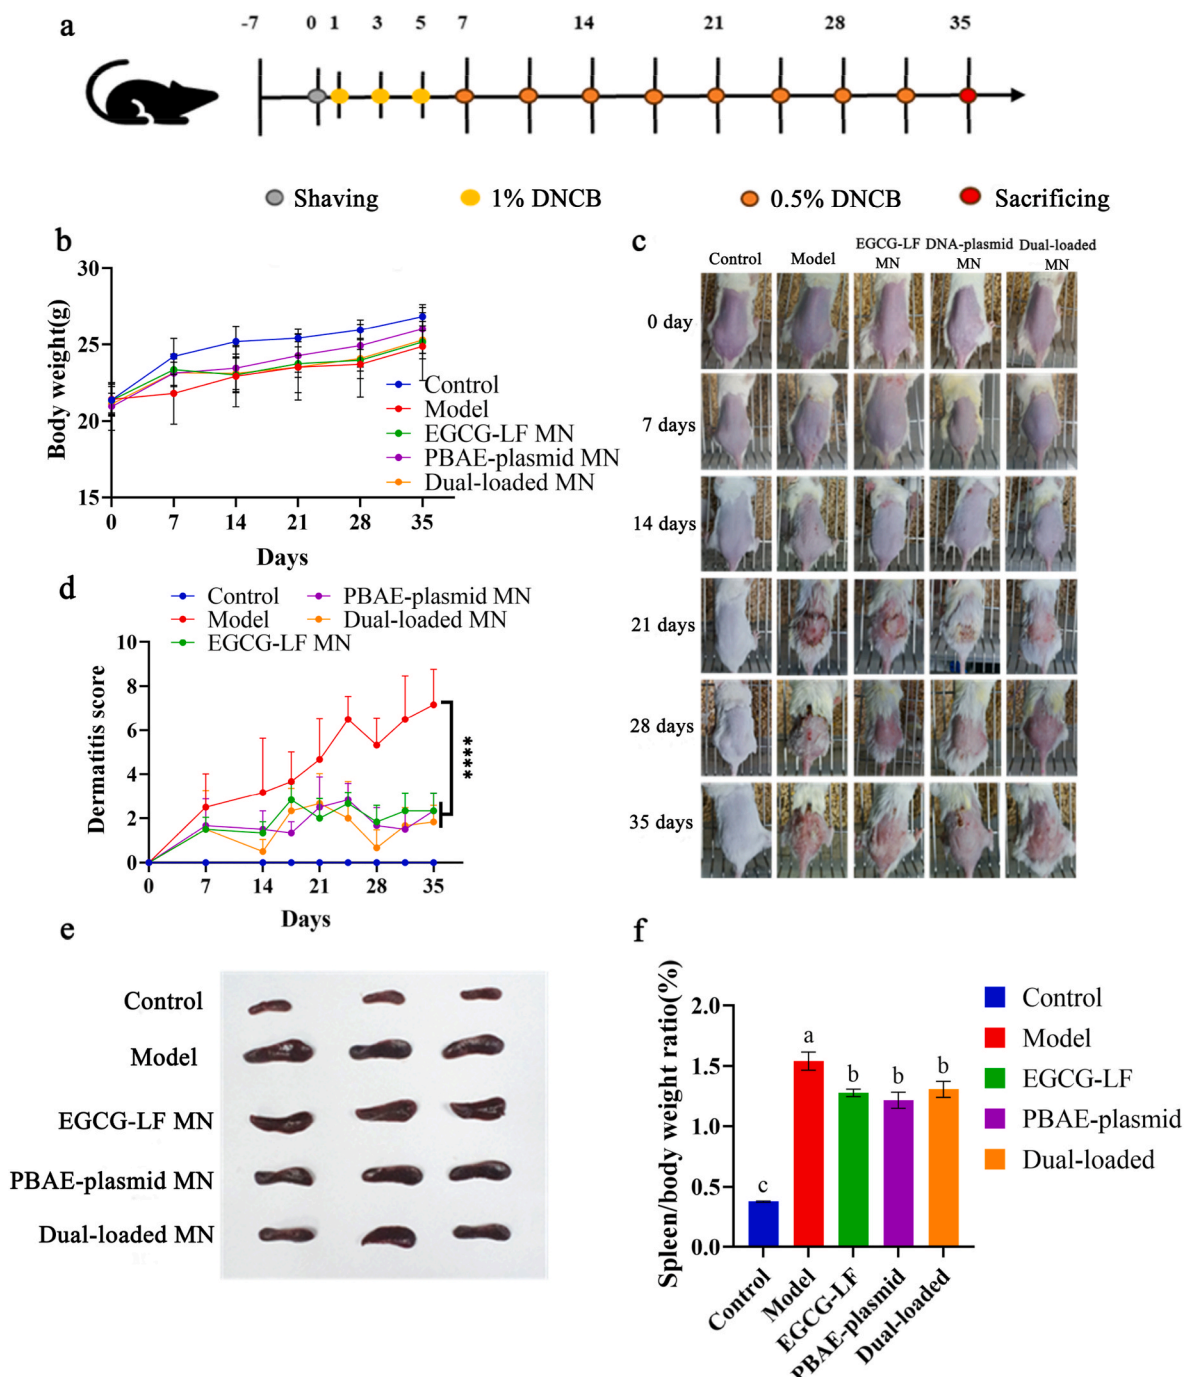 a
-7 0 1 3 5 7 14 21 28 35
Shaving 1% DNCB 0.5% DNCB Sacrificing
b
30
25
20
15
Body weight(g)
0 7 14 21 28 35
Days
Control
Model
EGCG-LF MN
PBAE-plasmid MN
Dual-loaded MN
c
Control Model EGCG-LF MN DNA-plasmid MN Dual-loaded MN
0 day
7 days
14 days
21 days
28 days
35 days
d
Control
Model
EGCG-LF MN
PBAE-plasmid MN
Dual-loaded MN
10
8
6
4
2
0
Dermatitis score
****
0 7 14 21 28 35
Days
e
Control
Model
EGCG-LF MN
PBAE-plasmid MN
Dual-loaded MN
f
2.0
1.5
1.0
0.5
0.0
Spleen/body weight ratio(%)
c a b b b
Control Model EGCG-LF PBAE-plasmid Dual-loaded
Control
Model
EGCG-LF
PBAE-plasmid
Dual-loaded